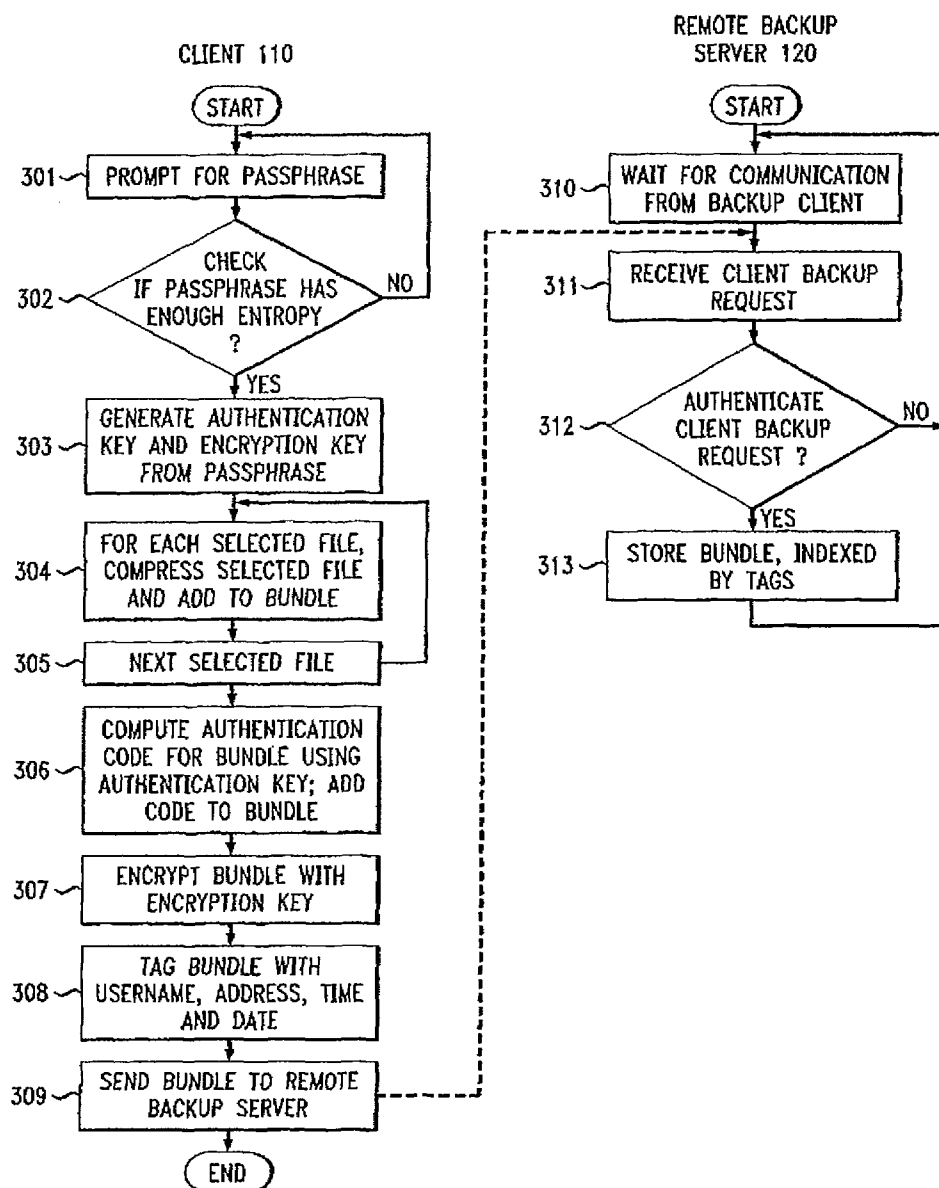 CLIENT 110
START
301
PROMPT FOR PASSPHRASE
302
CHECK
IF PASSPHRASE HAS
ENOUGH ENTROPY
?
NO
YES
303
GENERATE AUTHENTICATION
KEY AND ENCRYPTION KEY
FROM PASSPHRASE
304
FOR EACH SELECTED FILE,
COMPRESS SELECTED FILE
AND ADD TO BUNDLE
305
NEXT SELECTED FILE
306
COMPUTE AUTHENTICATION
CODE FOR BUNDLE USING
AUTHENTICATION KEY; ADD
CODE TO BUNDLE
307
ENCRYPT BUNDLE WITH
ENCRYPTION KEY
308
TAG BUNDLE WITH
USERNAME, ADDRESS, TIME
AND DATE
309
SEND BUNDLE TO REMOTE
BACKUP SERVER
END
REMOTE BACKUP
SERVER 120
START
310
WAIT FOR COMMUNICATION
FROM BACKUP CLIENT
311
RECEIVE CLIENT BACKUP
REQUEST
312
AUTHENTICATE
CLIENT BACKUP
REQUEST ?
NO
YES
313
STORE BUNDLE, INDEXED
BY TAGS